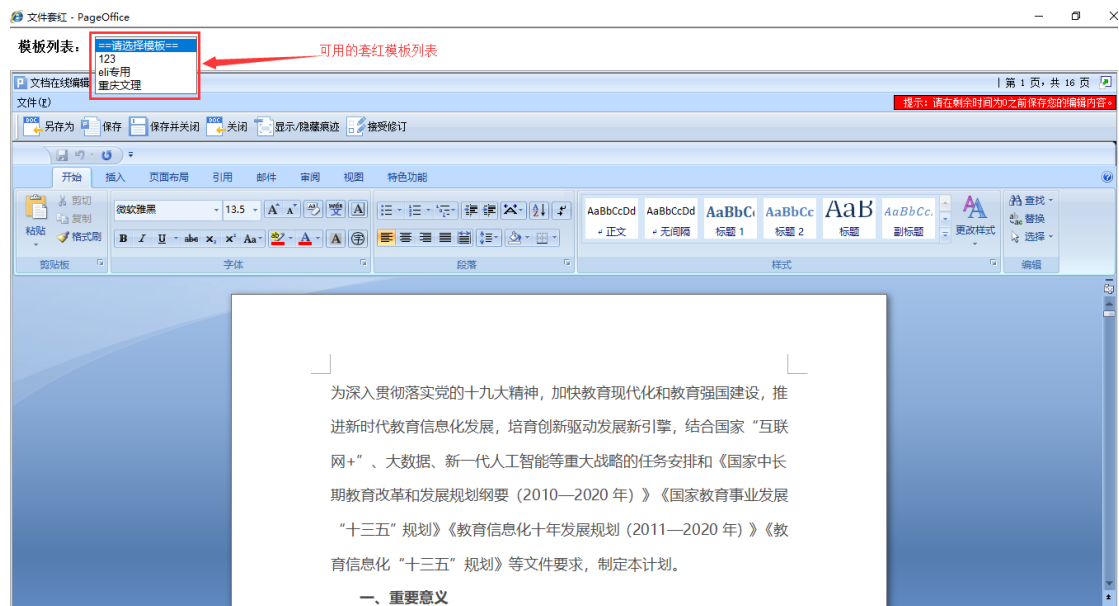 文件套红 - PageOffice
模板列表：
==请选择模板==
123
eli专用
重庆文理
可用的套红模板列表
文档在线编辑 | 第 1 页，共 16 页
文件(F)
提示：请在剩余时间为0之前保存您的编辑内容。
另存为 保存 保存并关闭 关闭 显示/隐藏痕迹 接受修订
开始 插入 页面布局 引用 邮件 审阅 视图 特色功能
粘贴 剪切 复制 格式刷
微软雅黑 13.5
AaBbCcDd AaBbCcDd AaBbC AaBbCc AaB AaBbCc.
正文 无间隔 标题 1 标题 2 标题 副标题
更改样式
查找 替换 选择
剪贴板 字体 段落 样式 编辑
为深入贯彻落实党的十九大精神，加快教育现代化和教育强国建设，推
进新时代教育信息化发展，培育创新驱动发展新引擎，结合国家“互联
网+”、大数据、新一代人工智能等重大战略的任务安排和《国家中长
期教育改革和发展规划纲要（2010—2020 年）》《国家教育事业发展
“十三五”规划》《教育信息化十年发展规划（2011—2020 年）》《教
育信息化“十三五”规划》等文件要求，制定本计划。
一、重要意义